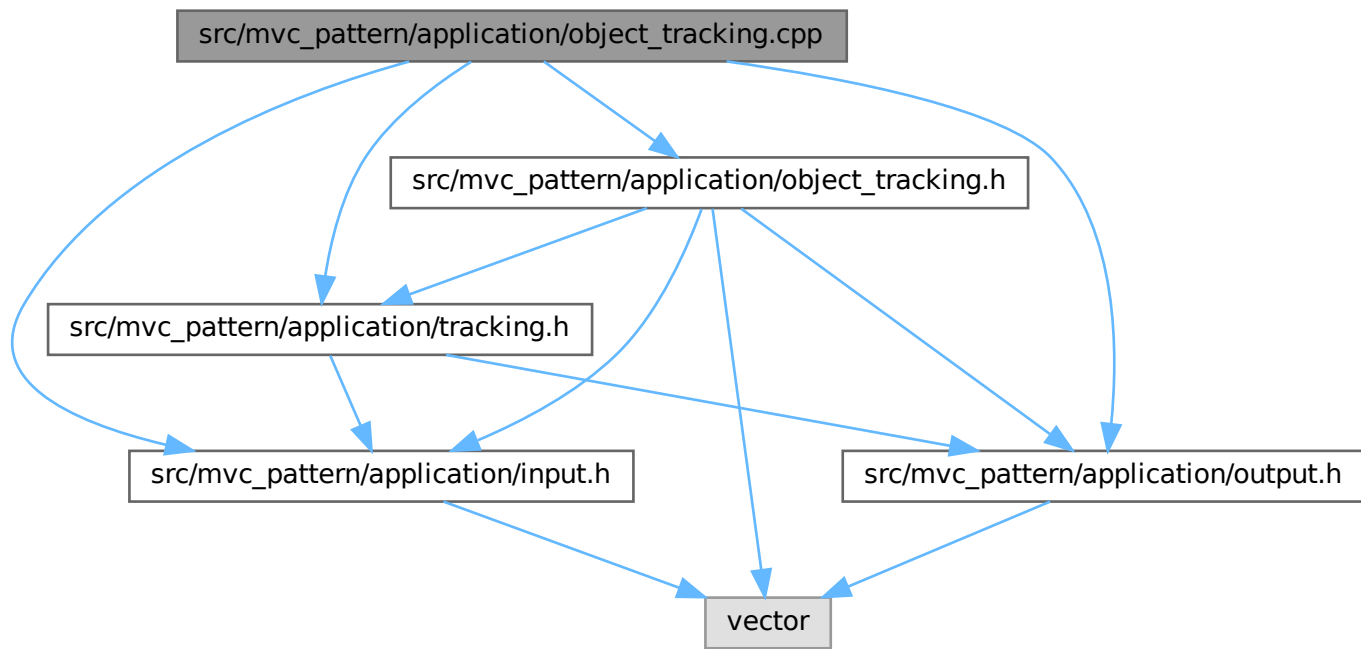 src/mvc_pattern/application/object_tracking.cpp
src/mvc_pattern/application/object_tracking.h
src/mvc_pattern/application/tracking.h
src/mvc_pattern/application/input.h
src/mvc_pattern/application/output.h
vector